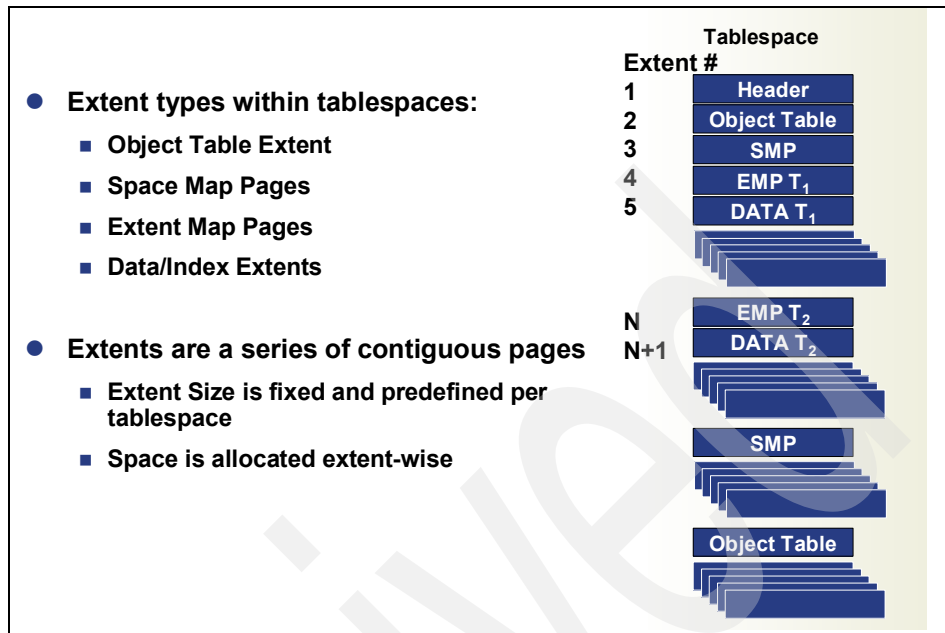 Extent types within tablespaces:
Object Table Extent
Space Map Pages
Extent Map Pages
Data/Index Extents
Extents are a series of contiguous pages
Extent Size is fixed and predefined per
tablespace
Space is allocated extent-wise
Tablespace
Extent #
1 Header
2 Object Table
3 SMP
4 EMP T₁
5 DATA T₁
N EMP T₂
N+1 DATA T₂
SMP
Object Table